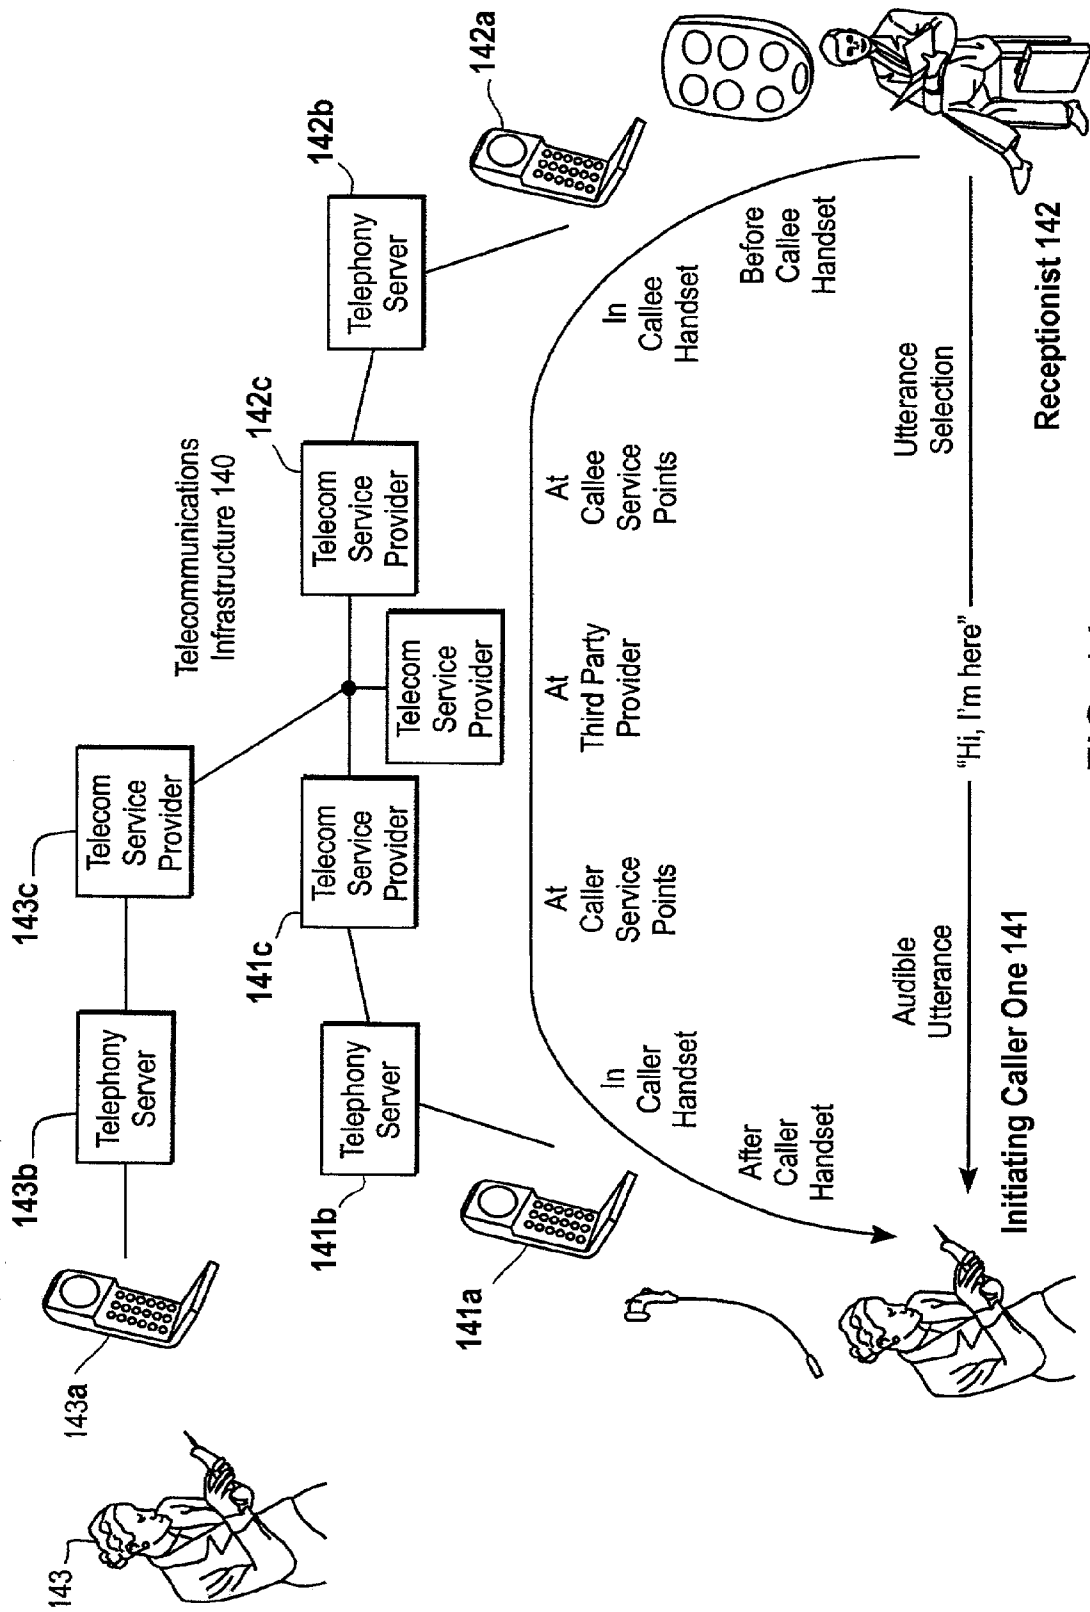 143
143a
143b
Telephony
Server
143c
Telecom
Service
Provider
Telecommunications
Infrastructure 140
141a
141b
Telephony
Server
141c
Telecom
Service
Provider
Telecom
Service
Provider
142c
Telecom
Service
Provider
142b
Telephony
Server
142a
After
Caller
Handset
In
Caller
Handset
At
Caller
Service
Points
At
Third Party
Provider
At
Callee
Service
Points
In
Callee
Handset
Before
Callee
Handset
Audible
Utterance
"Hi, I'm here"
Utterance
Selection
Initiating Caller One 141
Receptionist 142